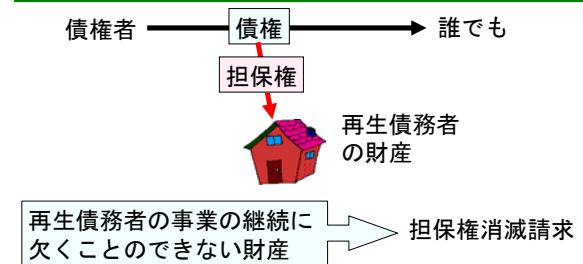 債権者
債権
誰でも
担保権
再生債務者
の財産
再生債務者の事業の継続に
欠くことのできない財産
担保権消滅請求